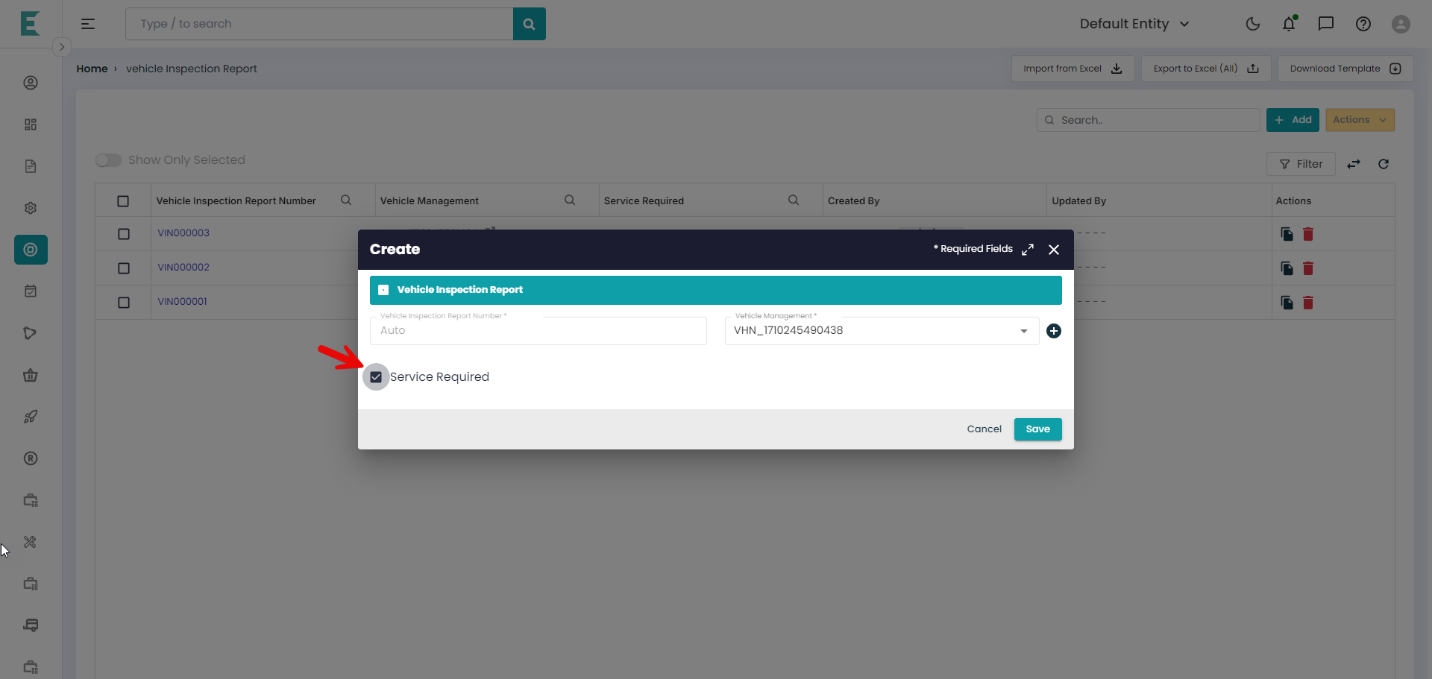 Type / to search
Default Entity
Home › vehicle Inspection Report
Import from Excel
Export to Excel (All)
Download Template
Search..
+ Add
Actions
Show Only Selected
Filter
Vehicle Inspection Report Number
Vehicle Management
Service Required
Created By
Updated By
Actions
VIN000003
- - - -
VIN000002
- - - -
VIN000001
- - - -
Create
* Required Fields
Vehicle Inspection Report
Vehicle Inspection Report Number *
Auto
Vehicle Management *
VHN_1710245490438
Service Required
Cancel
Save